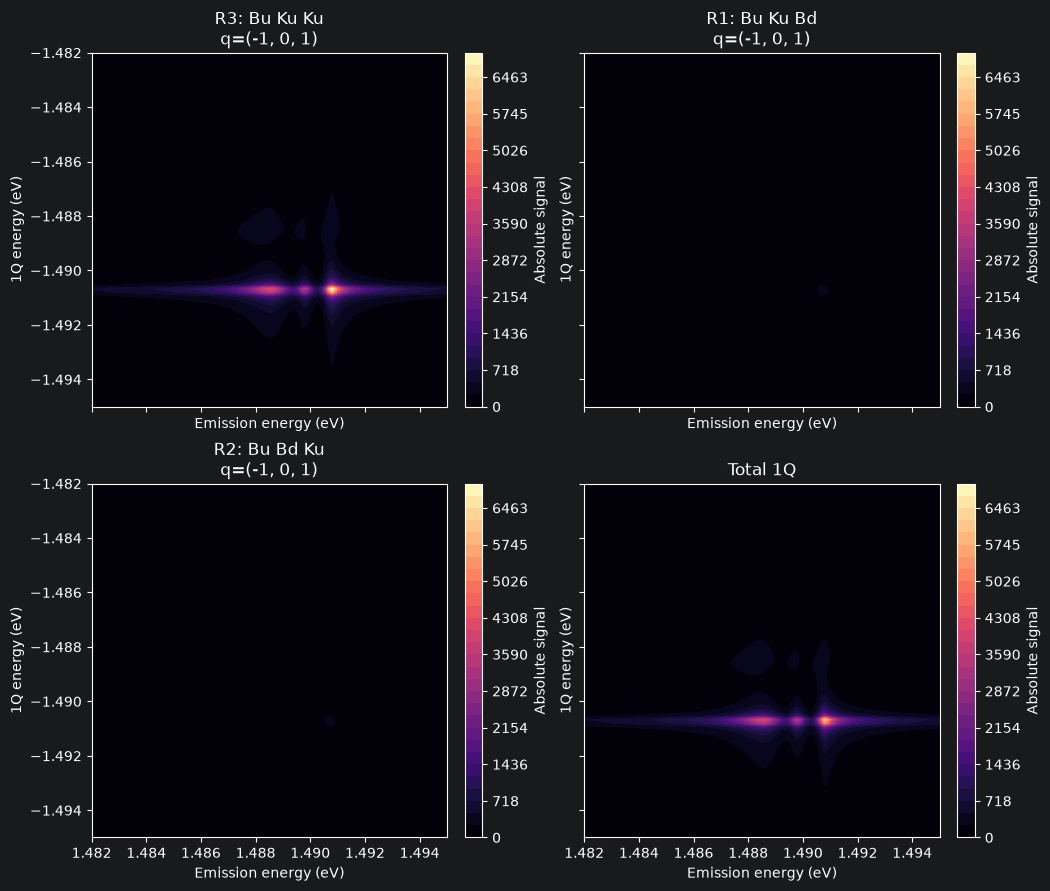 R3: Bu Ku Ku
q=(-1, 0, 1)
−1.482
−1.484
−1.486
−1.488
−1.490
−1.492
−1.494
1Q energy (eV)
Emission energy (eV)
6463
5745
5026
4308
3590
2872
2154
1436
718
0
Absolute signal
R1: Bu Ku Bd
q=(-1, 0, 1)
1Q energy (eV)
Emission energy (eV)
6463
5745
5026
4308
3590
2872
2154
1436
718
0
Absolute signal
R2: Bu Bd Ku
q=(-1, 0, 1)
−1.482
−1.484
−1.486
−1.488
−1.490
−1.492
−1.494
1Q energy (eV)
1.482 1.484 1.486 1.488 1.490 1.492 1.494
Emission energy (eV)
6463
5745
5026
4308
3590
2872
2154
1436
718
0
Absolute signal
Total 1Q
1Q energy (eV)
1.482 1.484 1.486 1.488 1.490 1.492 1.494
Emission energy (eV)
6463
5745
5026
4308
3590
2872
2154
1436
718
0
Absolute signal